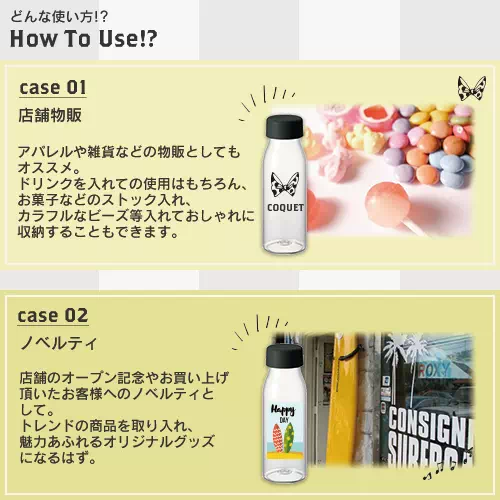 どんな使い方!?
How To Use!?
case 01
店舗物販
アパレルや雑貨などの物販としても
オススメ。
ドリンクを入れての使用はもちろん、
お菓子などのストック入れ、
カラフルなビーズ等入れておしゃれに
収納することもできます。
COQUET
case 02
ノベルティ
店舗のオープン記念やお買い上げ
頂いたお客様へのノベルティと
して。
トレンドの商品を取り入れ、
魅力あふれるオリジナルグッズ
になるはず。
Happy
DAY
ROXY
CONSIGN
SURFBOA